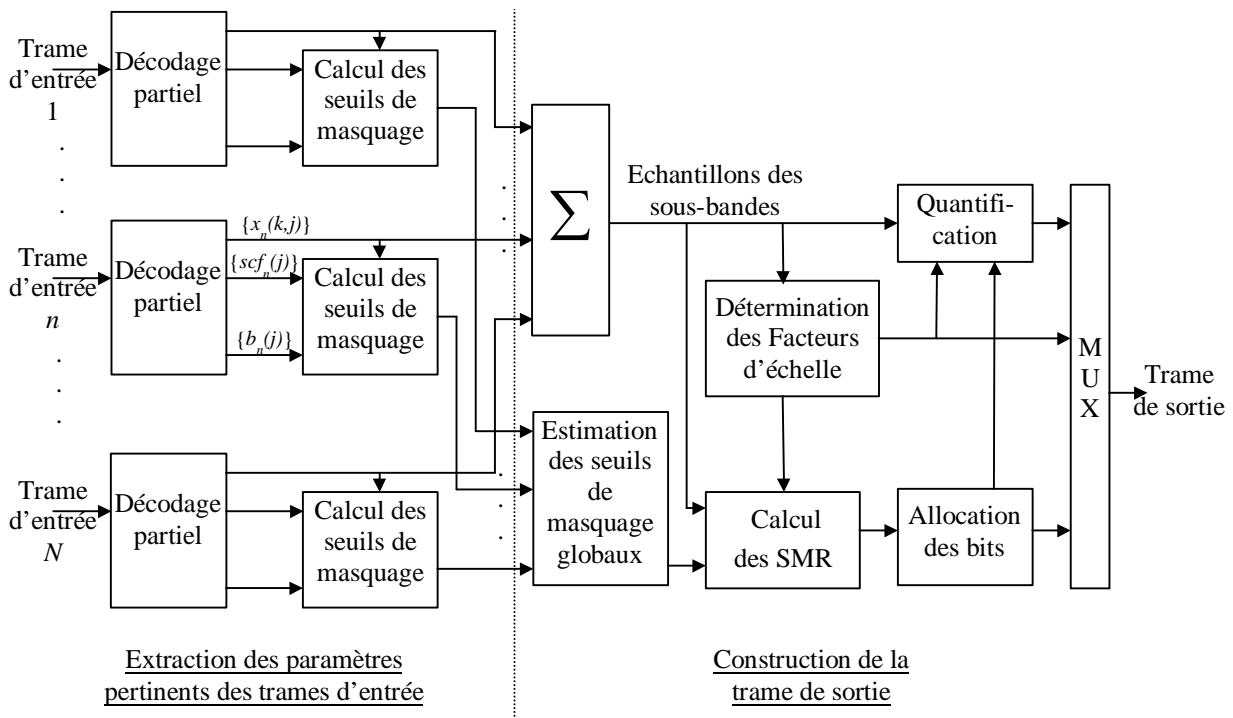 Trame
d'entrée
1
Décodage
partiel
Calcul des
seuils de
masquage
Trame
d'entrée
n
Décodage
partiel
{x_n(k,j)}
{scf_n(j)}
{b_n(j)}
Calcul des
seuils de
masquage
Trame
d'entrée
N
Décodage
partiel
Calcul des
seuils de
masquage
∑
Echantillons des
sous-bandes
Quantifi-
cation
Détermination
des Facteurs
d'échelle
Estimation
des seuils
de
masquage
globaux
Calcul
des SMR
Allocation
des bits
M
U
X
Trame
de sortie
Extraction des paramètres
pertinents des trames d'entrée
Construction de la
trame de sortie